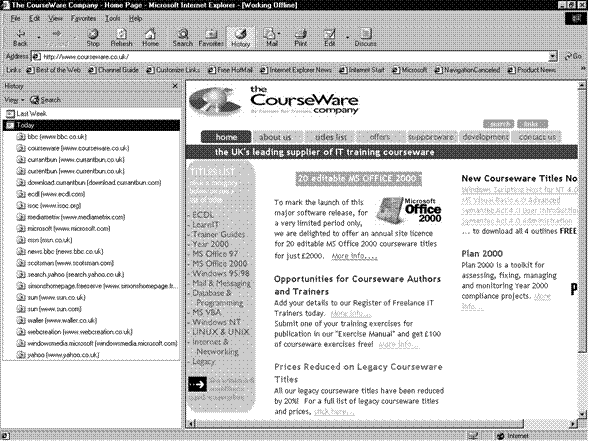 The CourseWare Company - Home Page - Microsoft Internet Explorer - [Working Offline]
File Edit View Favorites Tools Help
Back Stop Refresh Home Search Favorites History Mail Print Edit Discuss
Address http://www.courseware.co.uk/ Go
Links Best of the Web Channel Guide Customize Links Free HotMail Internet Explorer News Internet Start Microsoft NavigationCanceled Product News
History
View Search
Last Week
Today
bbc (www.bbc.co.uk)
courseware (www.courseware.co.uk)
currantbun (www.currantbun.co.uk)
currentbun (www.currentbun.co.uk)
download.currantbun (download.currantbun.com)
ecdl (www.ecdl.com)
isoc (www.isoc.org)
mediametrix (www.mediametrix.com)
microsoft (www.microsoft.com)
msn (msn.co.uk)
news.bbc (news.bbc.co.uk)
scotsman (www.scotsman.com)
search.yahoo (search.yahoo.com)
simonshomepage.freeserve (www.simonshomepage.fr...
sun (www.sun.co.uk)
sun (www.sun.com)
waller (www.waller.co.uk)
webcreation (www.webcreation.co.uk)
windowsmedia.microsoft (windowsmedia.microsoft.com)
yahoo (www.yahoo.co.uk)
the
CourseWare
company
search links
home about us titles list offers supportware development contact us
the UK's leading supplier of IT training courseware
TITLES LIST
- ECDL
- LearnIT
- Trainer Guides
- Year 2000
- MS Office 97
- MS Office 2000
- Windows 95/98
- Mail & Messaging
- Database &
Programming
- MS VBA
- Windows NT
- LINUX & UNIX
- Internet &
Networking
- Legacy
20 editable MS OFFICE 2000
To mark the launch of this
major software release, for
a very limited period only,
we are delighted to offer an annual site licence
for 20 editable MS Office 2000 courseware titles
for just £2000. More info....
Microsoft
Office
2000
Opportunities for Courseware Authors
and Trainers
Add your details to our Register of Freelance IT
Trainers today. More info...
Submit one of your training exercises for
publication in our "Exercise Manual" and get £100
of courseware exercises free! More info...
Prices Reduced on Legacy Courseware
Titles
All our legacy courseware titles have been reduced
by 20%! For a full list of legacy courseware titles
and prices, click here...
New Courseware Titles No
Windows Scripting Host for NT 4.0
MS Visual Basic 6.0 Advanced
Symantec Act 4.0 User Introduction
Symantec Act 4.0 Administration
... to download all 4 outlines FREE
Plan 2000
Plan 2000 is a toolkit for
assessing, fixing, managing
and monitoring Year 2000
compliance projects. More
info...
Internet